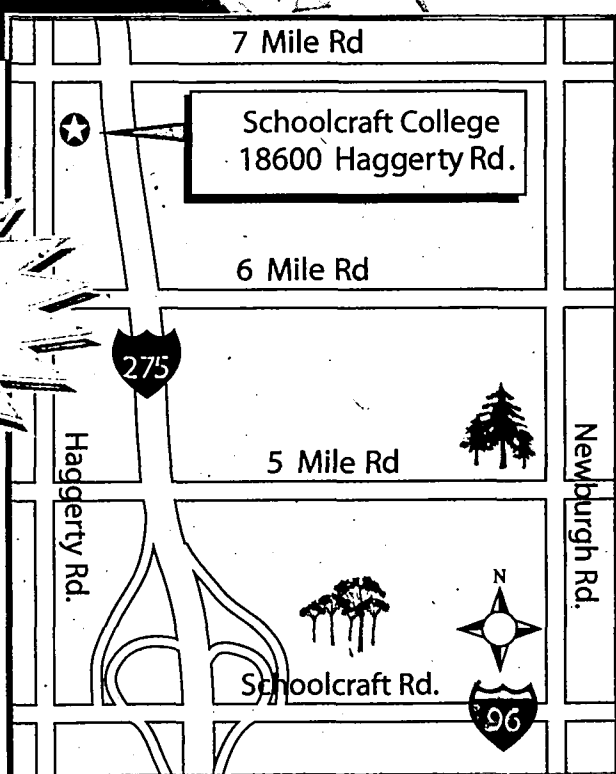 7 Mile Rd
Schoolcraft College
18600 Haggerty Rd.
6 Mile Rd
275
5 Mile Rd
Haggerty Rd.
Newburgh Rd.
N
Schoolcraft Rd.
96